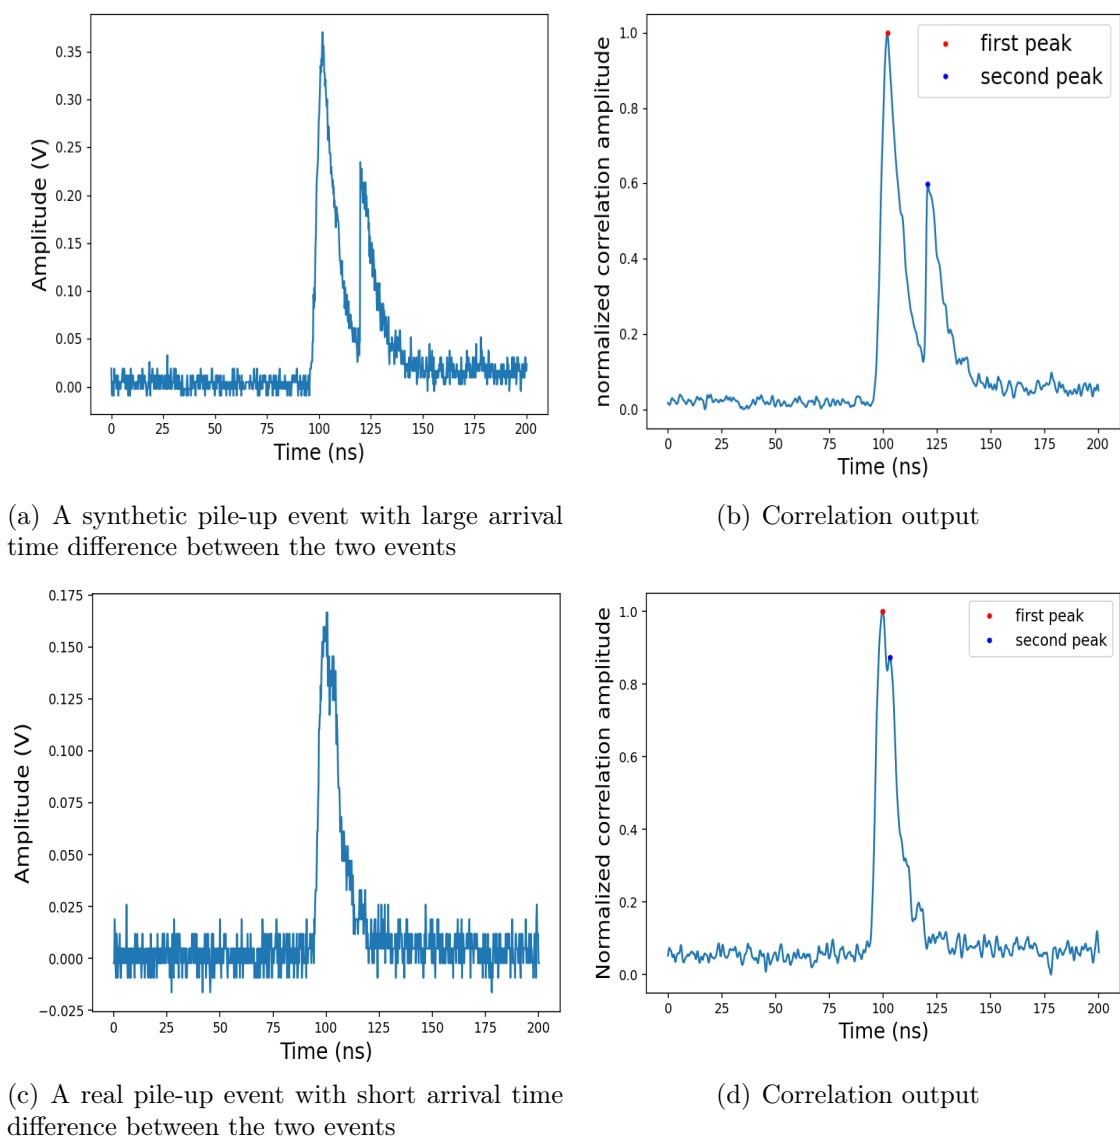 0.35
0.30
0.25
0.20
0.15
0.10
0.05
0.00
Amplitude (V)
0 25 50 75 100 125 150 175 200
Time (ns)
1.0
0.8
0.6
0.4
0.2
0.0
normalized correlation amplitude
first peak
second peak
0 25 50 75 100 125 150 175 200
Time (ns)
(a) A synthetic pile-up event with large arrival
time difference between the two events
(b) Correlation output
0.175
0.150
0.125
0.100
0.075
0.050
0.025
0.000
−0.025
Amplitude (V)
0 25 50 75 100 125 150 175 200
Time (ns)
1.0
0.8
0.6
0.4
0.2
0.0
Normalized correlation amplitude
first peak
second peak
0 25 50 75 100 125 150 175 200
Time (ns)
(c) A real pile-up event with short arrival time
difference between the two events
(d) Correlation output